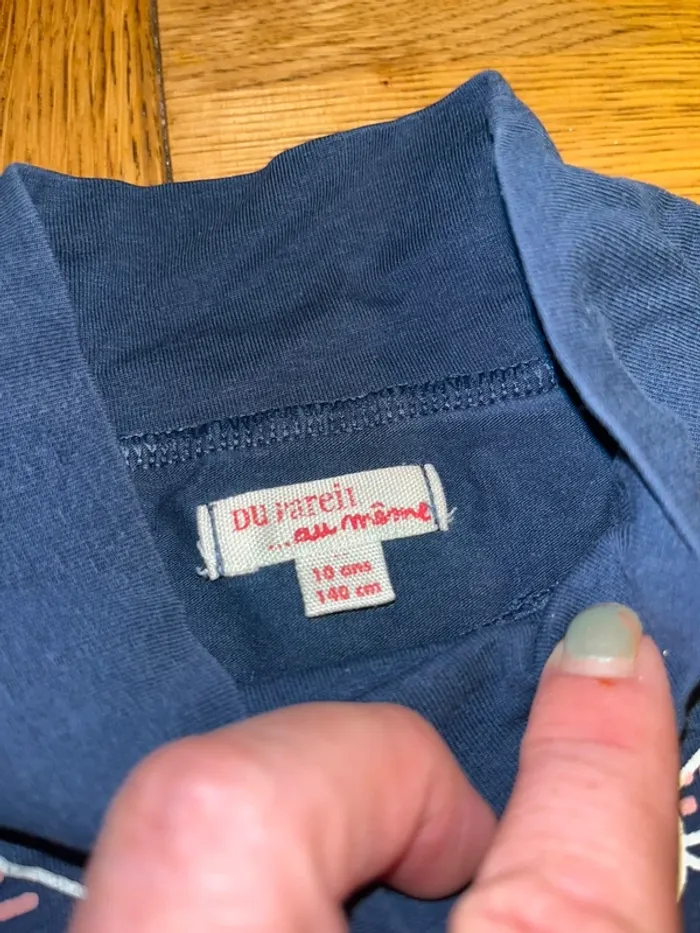 DU Pareil
...au même
10 ans
140 cm